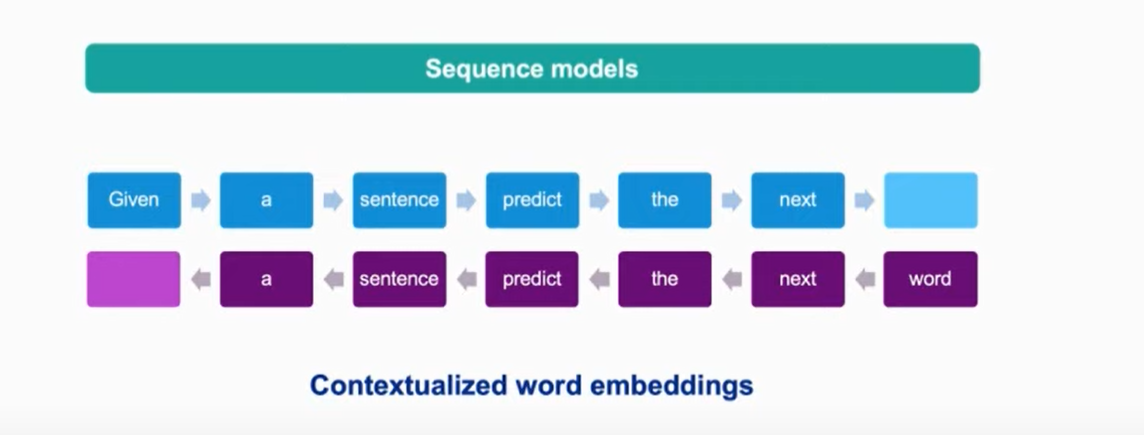 Sequence models
Given a sentence predict the next
a sentence predict the next word
Contextualized word embeddings